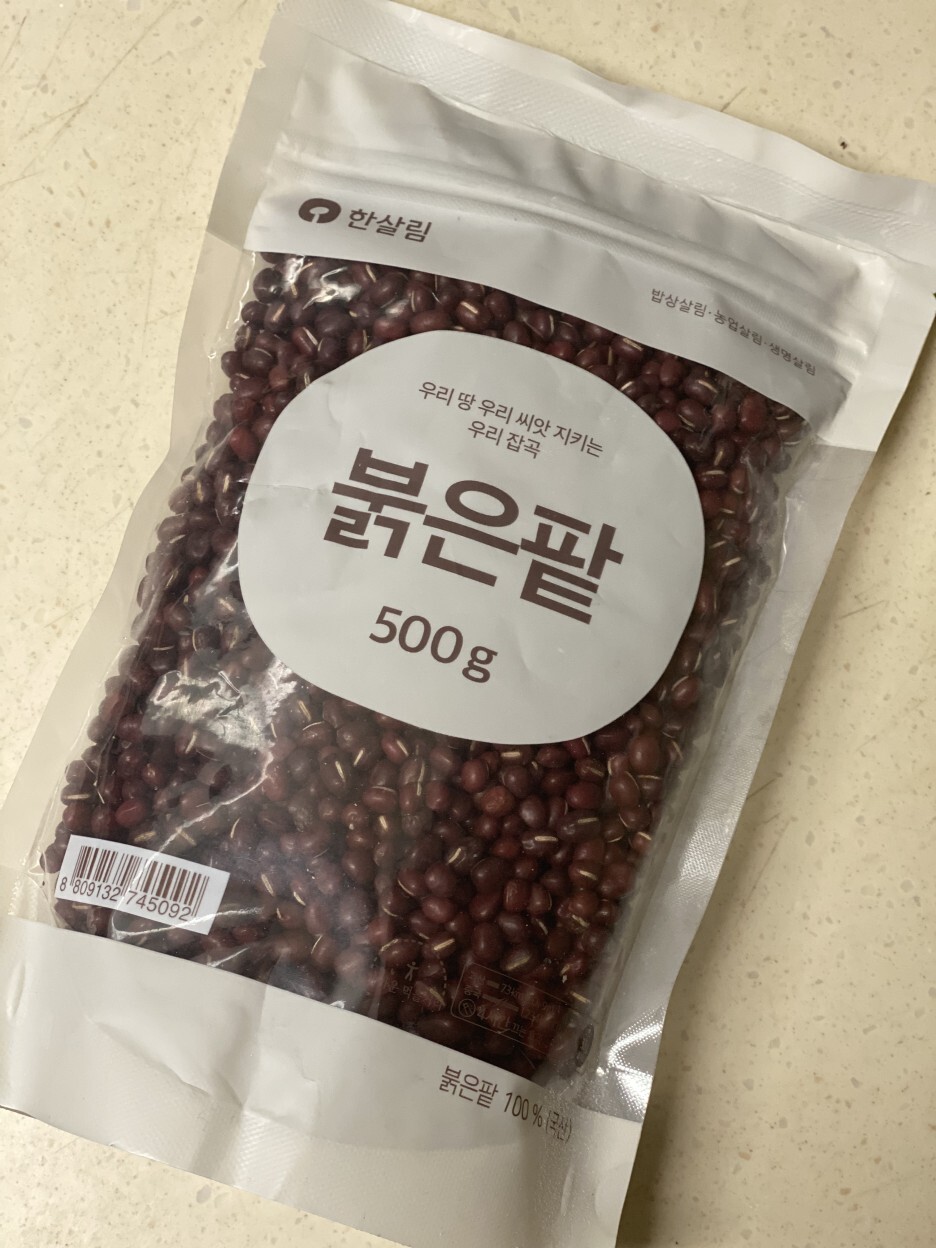 한살림
밥상살림·농업살림·생명살림
우리 땅 우리 씨앗 지키는
우리 잡곡
붉은팥
500g
8 809132 745092
붉은팥 100%(국산)